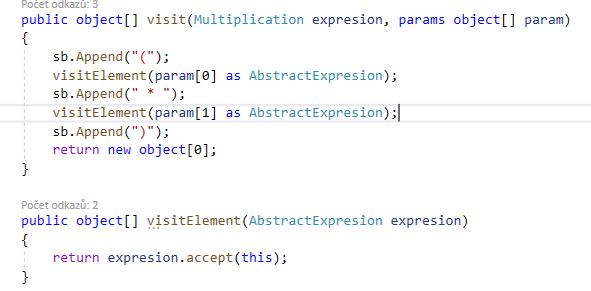 Počet odkazů: 3
public object[] visit(Multiplication expresion, params object[] param)
{
sb.Append("(");
visitElement(param[0] as AbstractExpresion);
sb.Append(" * ");
visitElement(param[1] as AbstractExpresion);
sb.Append(")");
return new object[0];
}
Počet odkazů: 2
public object[] visitElement(AbstractExpresion expresion)
{
return expresion.accept(this);
}